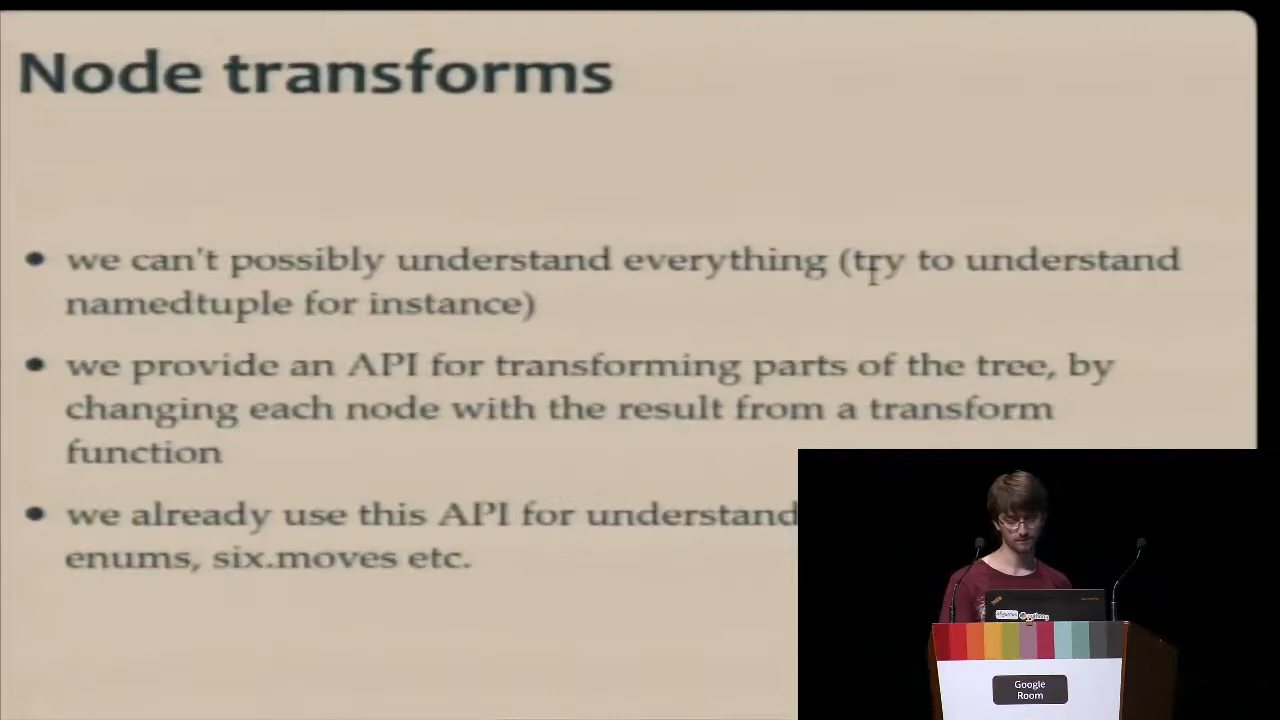 Node transforms
• we can't possibly understand everything (try to understand
namedtuple for instance)
• we provide an API for transforming parts of the tree, by
changing each node with the result from a transform
function
• we already use this API for understand
enums, six.moves etc.
Google
Room